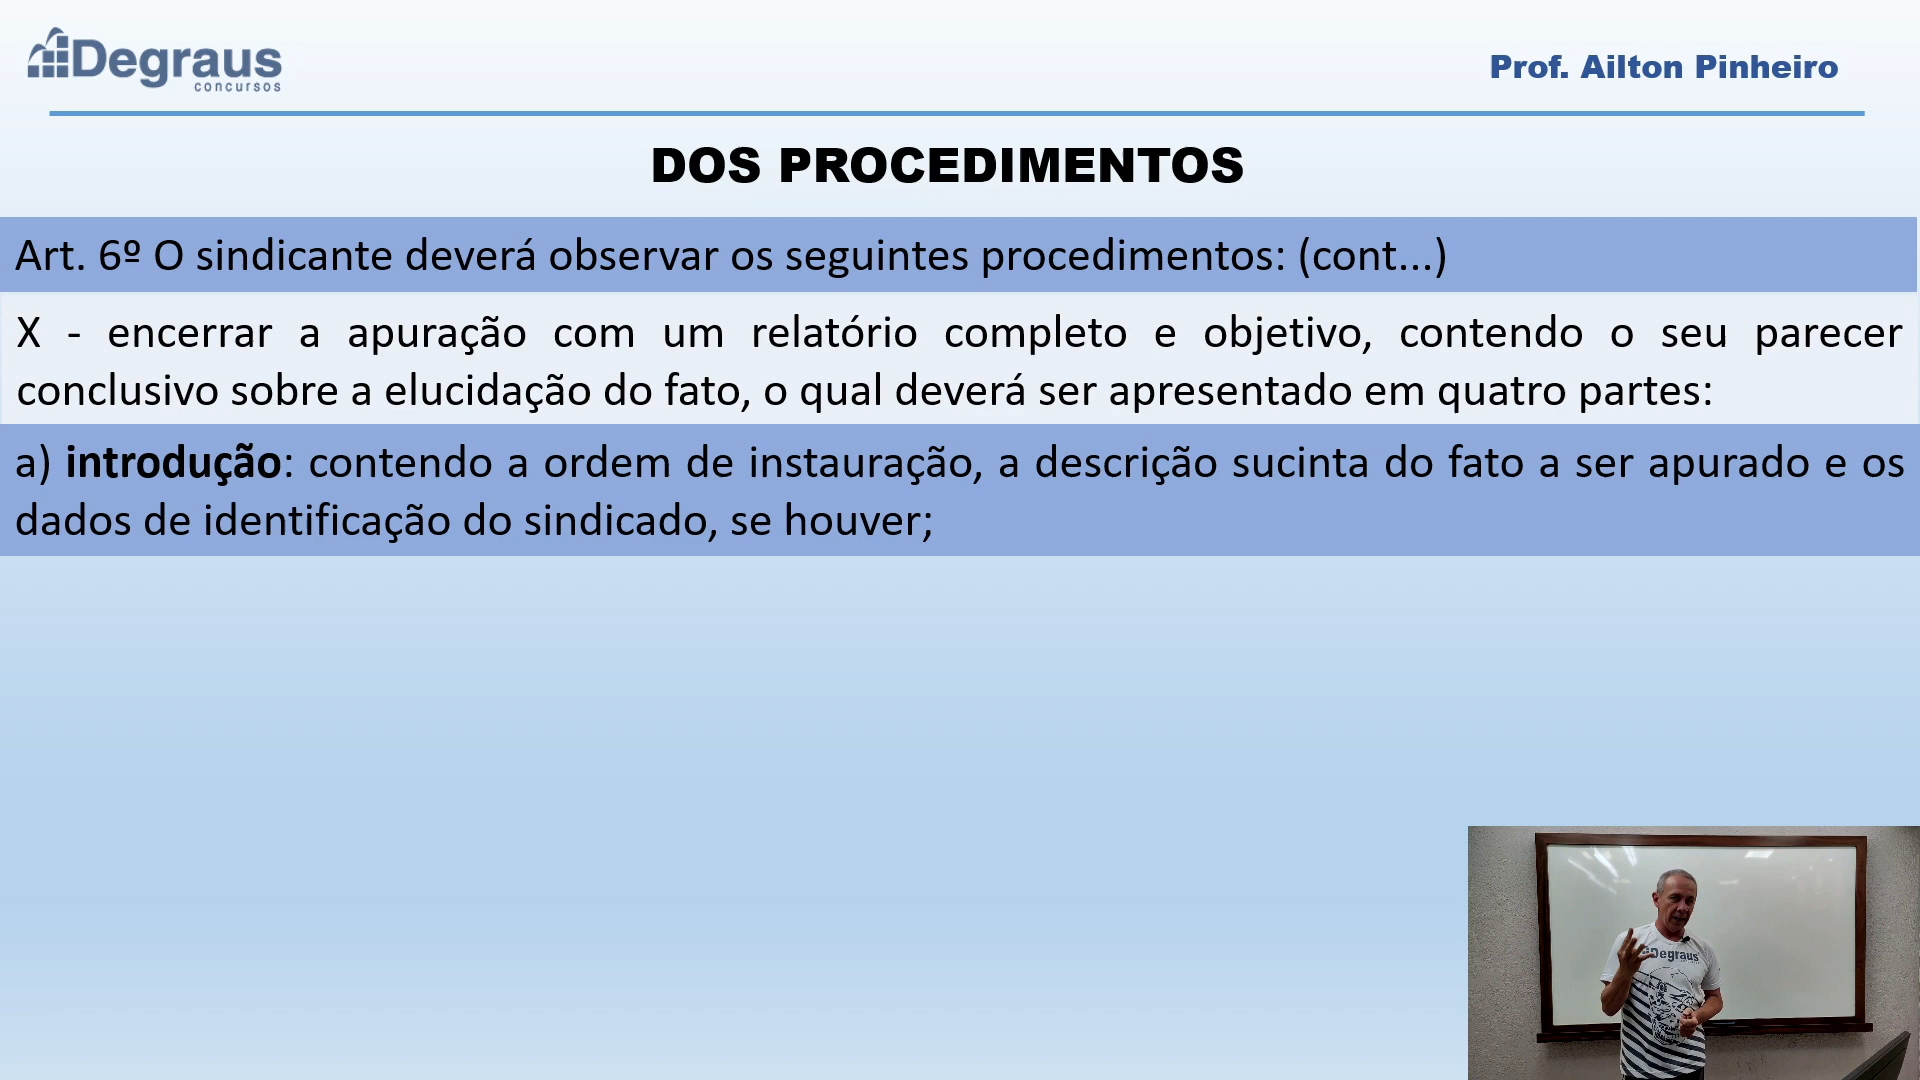 Degraus
concursos
Prof. Ailton Pinheiro
DOS PROCEDIMENTOS
Art. 6º O sindicante deverá observar os seguintes procedimentos: (cont...)
X - encerrar a apuração com um relatório completo e objetivo, contendo o seu parecer
conclusivo sobre a elucidação do fato, o qual deverá ser apresentado em quatro partes:
a) introdução: contendo a ordem de instauração, a descrição sucinta do fato a ser apurado e os
dados de identificação do sindicado, se houver;
Degraus